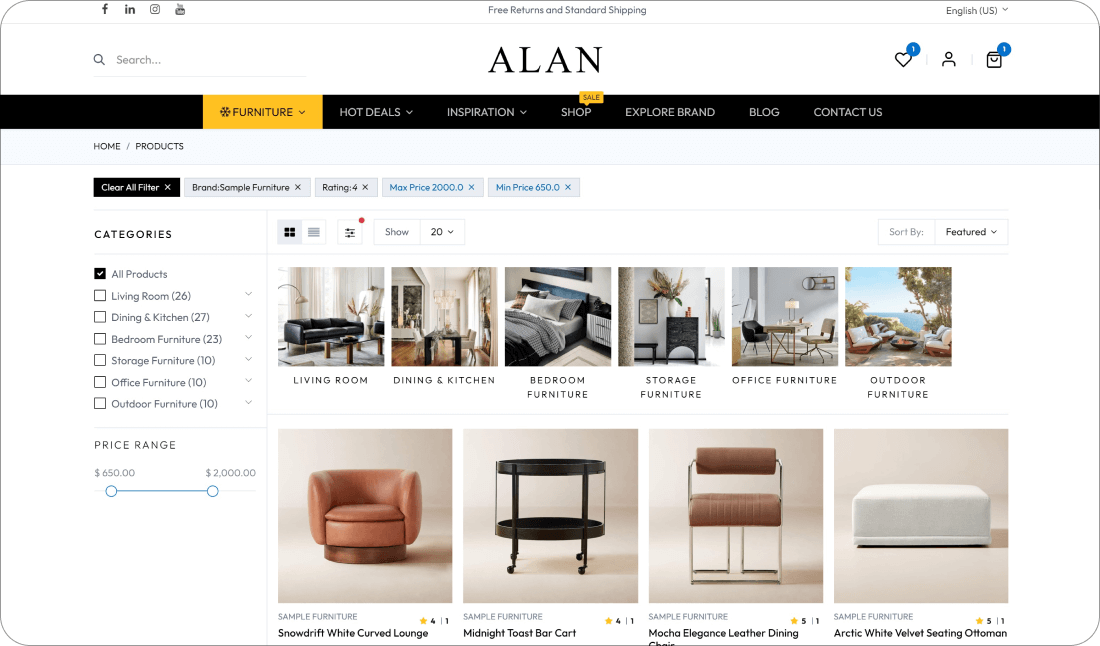 Free Returns and Standard Shipping
English (US)
Search...
ALAN
1
1
FURNITURE
HOT DEALS
INSPIRATION
SHOP
SALE
EXPLORE BRAND
BLOG
CONTACT US
HOME / PRODUCTS
Clear All Filter ×
Brand:Sample Furniture ×
Rating:4 ×
Max Price 2000.0 ×
Min Price 650.0 ×
CATEGORIES
Show
20
Sort By:
Featured
All Products
Living Room (26)
Dining & Kitchen (27)
Bedroom Furniture (23)
Storage Furniture (10)
Office Furniture (10)
Outdoor Furniture (10)
PRICE RANGE
$ 650.00
$ 2,000.00
LIVING ROOM
DINING & KITCHEN
BEDROOM
FURNITURE
STORAGE
FURNITURE
OFFICE FURNITURE
OUTDOOR
FURNITURE
SAMPLE FURNITURE
4 | 1
Snowdrift White Curved Lounge
SAMPLE FURNITURE
4 | 1
Midnight Toast Bar Cart
SAMPLE FURNITURE
5 | 1
Mocha Elegance Leather Dining
Chair
SAMPLE FURNITURE
5 | 1
Arctic White Velvet Seating Ottoman